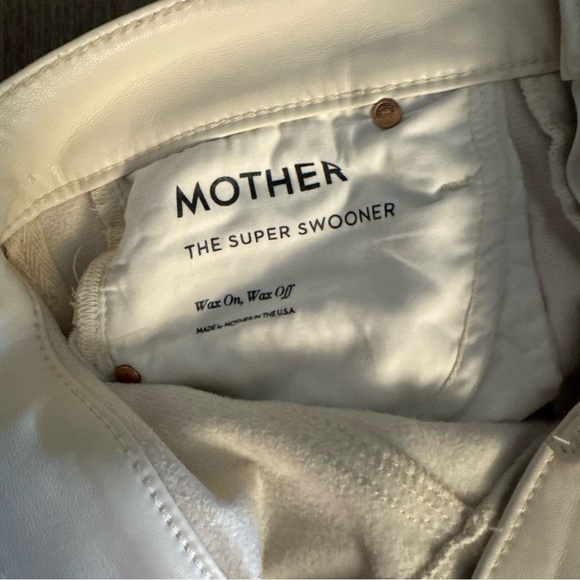 MOTHER
THE SUPER SWOONER
Wax On, Wax Off
MADE by MOTHER IN THE U.S.A.